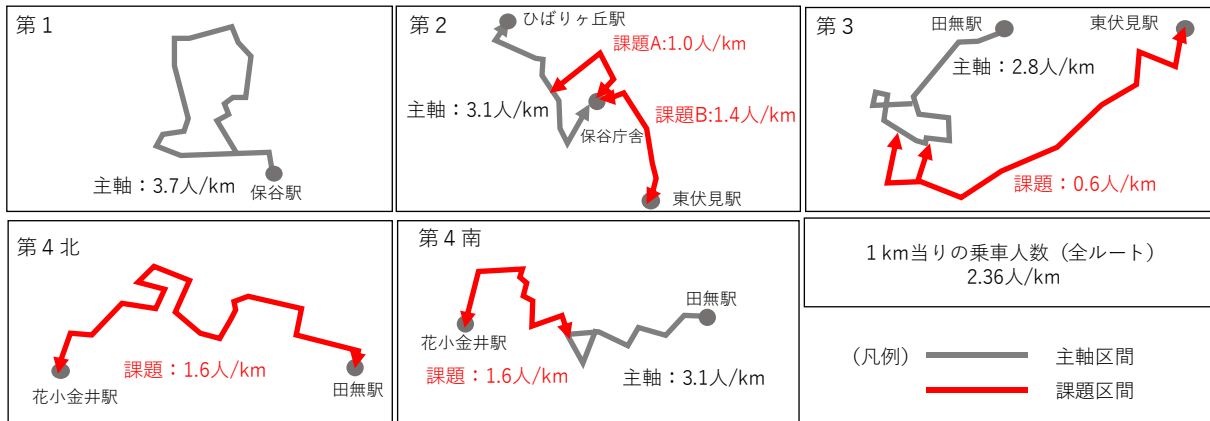 第1
主軸：3.7人/km
保谷駅
第2
ひばりヶ丘駅
課題A:1.0人/km
主軸：3.1人/km
課題B:1.4人/km
保谷庁舎
東伏見駅
第3
田無駅
東伏見駅
主軸：2.8人/km
課題：0.6人/km
第4北
課題：1.6人/km
花小金井駅
田無駅
第4南
田無駅
花小金井駅
課題：1.6人/km
主軸：3.1人/km
1km当りの乗車人数（全ルート）
2.36人/km
(凡例)
主軸区間
課題区間